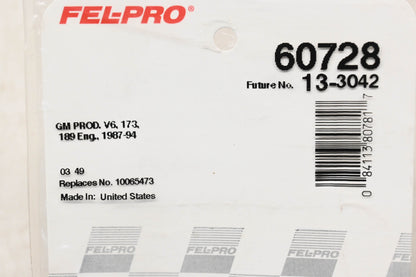 FEL-PRO®
60728
Future No. 13-3042
GM PROD. V6, 173,
189 Eng., 1987-94
03 49
Replaces No. 10065473
Made In: United States
0 84113 80781 7
FEL-PRO FEL-PRO FEL-PRO